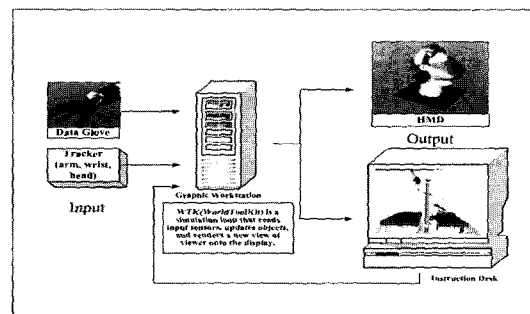 Data Glove
Tracker
(arm, wrist,
head)
Input
Graphic Workstation
WTK(WorldToolKit) is a
simulation loop that reads
input sensors, updates objects,
and renders a new view of
viewer onto the display.
HMD
Output
Instruction Desk